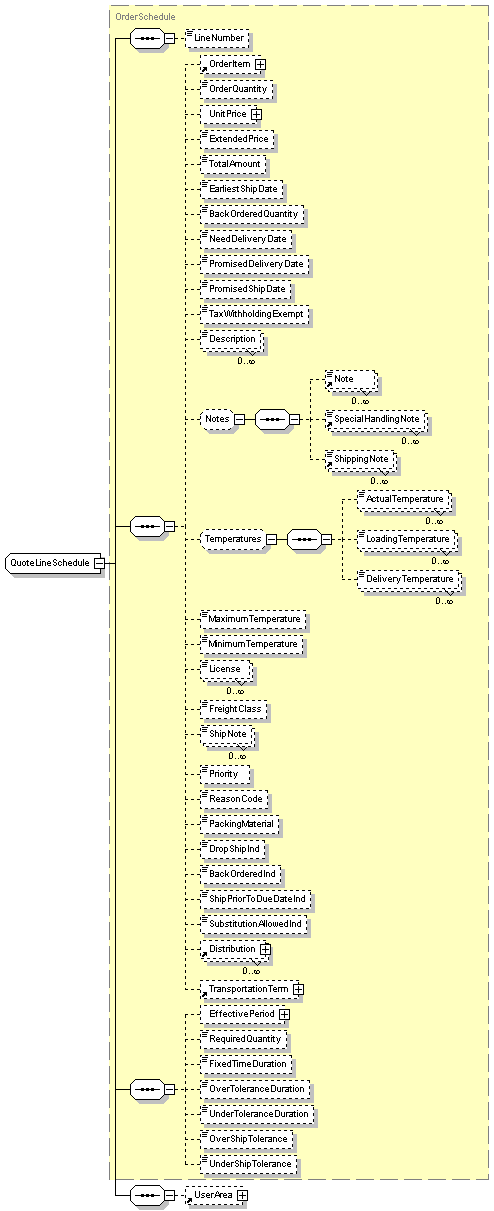 OrderSchedule
LineNumber
OrderItem
OrderQuantity
UnitPrice
ExtendedPrice
TotalAmount
EarliestShipDate
BackOrderedQuantity
NeedDeliveryDate
PromisedDeliveryDate
PromisedShipDate
TaxWithholdingExempt
Description
0..∞
Note
0..∞
Notes
SpecialHandlingNote
0..∞
ShippingNote
0..∞
ActualTemperature
0..∞
Temperatures
LoadingTemperature
0..∞
QuoteLineSchedule
DeliveryTemperature
0..∞
MaximumTemperature
MinimumTemperature
License
0..∞
FreightClass
ShipNote
0..∞
Priority
ReasonCode
PackingMaterial
DropShipInd
BackOrderedInd
ShipPriorToDueDateInd
SubstitutionAllowedInd
Distribution
0..∞
TransportationTerm
EffectivePeriod
RequiredQuantity
FixedTimeDuration
OverToleranceDuration
UnderToleranceDuration
OverShipTolerance
UnderShipTolerance
UserArea